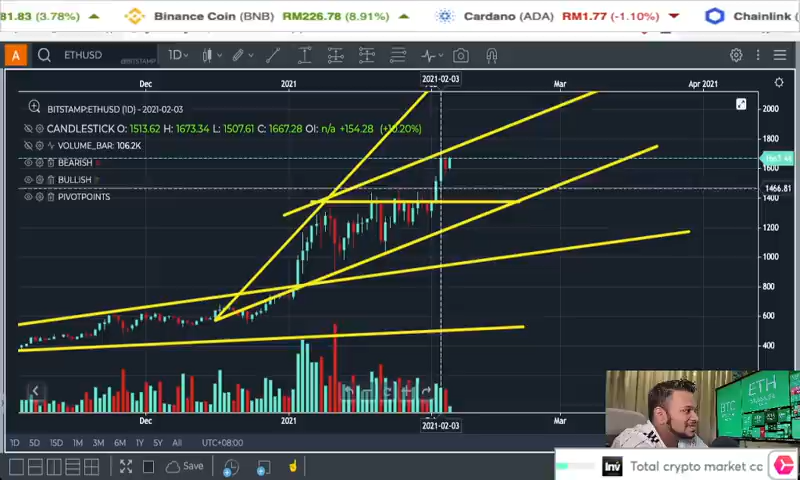 81.83 (3.78%) Binance Coin (BNB) RM226.78 (8.91%) Cardano (ADA) RM1.77 (-1.10%) Chainlink (
A ETHUSD @BITSTAMP 1D
2021-02-03
Dec 2021 Mar Apr 2021
BITSTAMP:ETHUSD (1D) - 2021-02-03
CANDLESTICK O: 1513.62 H: 1673.34 L: 1507.61 C: 1667.28 OI: n/a +154.28 (+10.20%)
VOLUME_BAR: 106.2K
BEARISH
BULLISH
PIVOTPOINTS
2000
1800
1600
1466.81
1400
1200
1000
800
600
400
Dec 2021 2021-02-03 Mar
1D 5D 15D 1M 3M 6M 1Y 5Y All UTC+08:00
Save
BTC
ETH
Inv Total crypto market cc